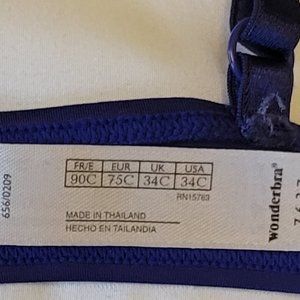 FR/E EUR UK USA
90C 75C 34C 34C
RN15763
MADE IN THAILAND
HECHO EN TAILANDIA
656/0209
Wonderbra®